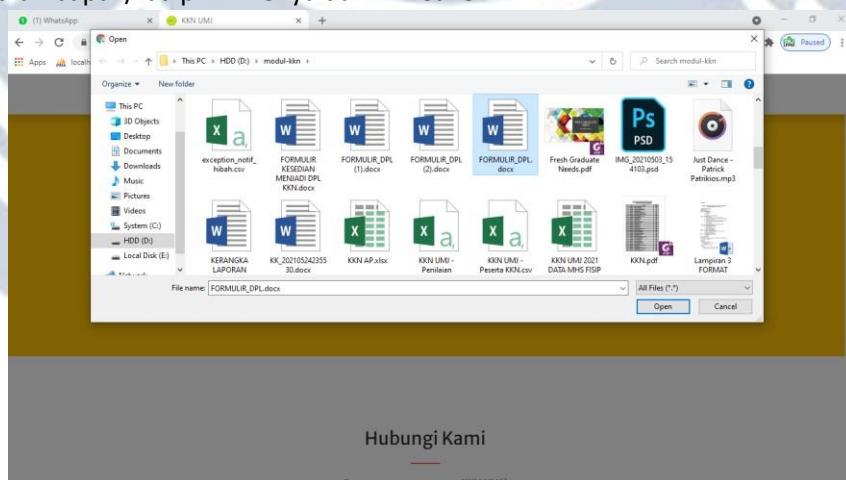 (1) WhatsApp
KKN UMJ
Paused
Apps
Open
This PC > HDD (D:) > modul-kkn >
Search modul-kkn
Organize
New folder
This PC
3D Objects
Desktop
Documents
Downloads
Music
Pictures
Videos
System (C:)
HDD (D:)
Local Disk (E:)
exception_notif_
hibah.csv
FORMULIR
KESEDIAN
MENJADI DPL
KKN.docx
FORMULIR_DPL
(1).docx
FORMULIR_DPL
(2).docx
FORMULIR_DPL.
docx
Fresh Graduate
Needs.pdf
IMG_20210503_15
4103.psd
Just Dance -
Patrick
Patrikios.mp3
KERANGKA
LAPORAN
KK_202105242355
30.docx
KKN AP.xlsx
KKN UMJ -
Penilaian
KKN UMJ -
Peserta KKN.csv
KKN UMJ 2021
DATA MHS FISIP
KKN.pdf
Lampiran 3
FORMAT
File name:
FORMULIR_DPL.docx
All Files (*.*)
Open
Cancel
Hubungi Kami